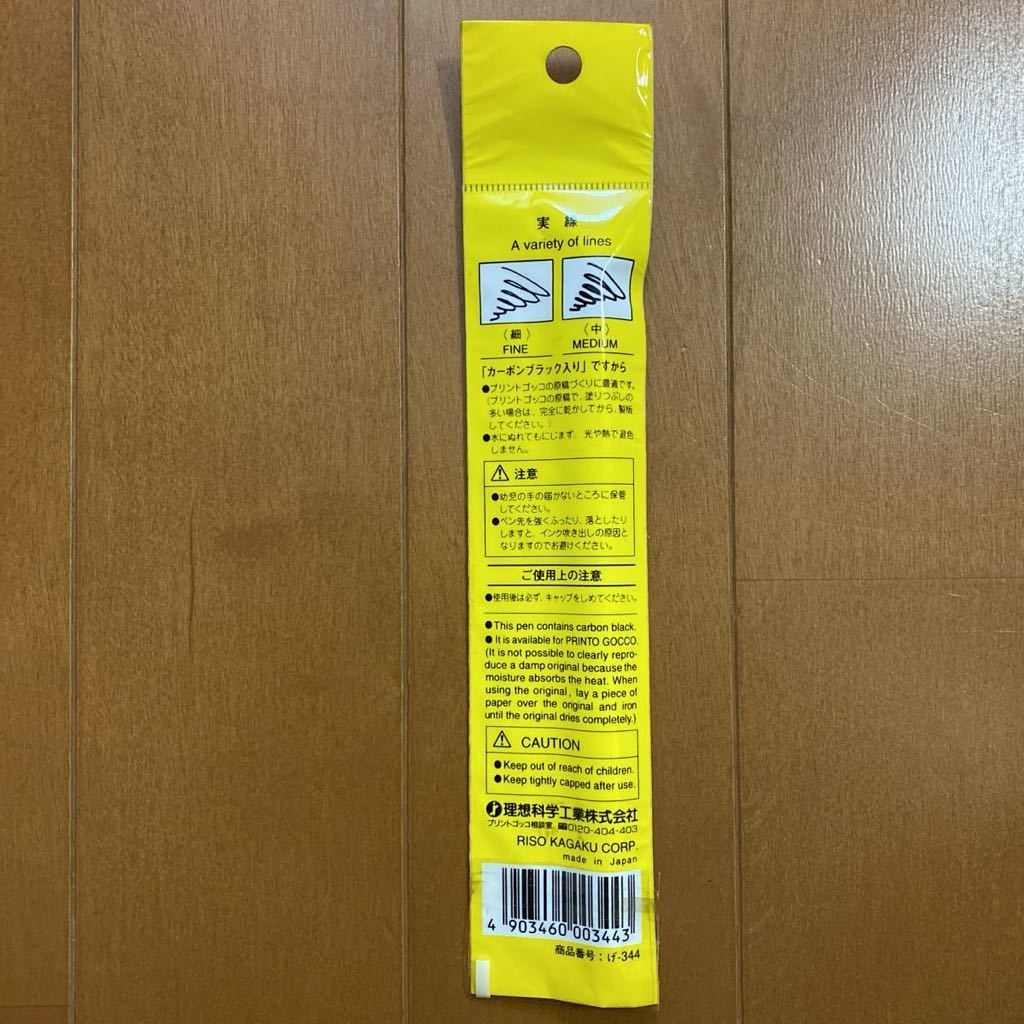 実 線
A variety of lines
〈細〉 〈中〉
FINE MEDIUM
「カーボンブラック入り」ですから
●プリントゴッコの原稿づくりに最適です。
(プリントゴッコの原稿で、塗りつぶしの
多い場合は、完全に乾かしてから、製版
してください。)
●水にぬれてもにじまず、光や熱で退色
しません。
⚠ 注意
●幼児の手の届かないところに保管
してください。
●ペン先を強くふったり、落としたり
しますと、インク吹き出しの原因と
なりますのでお避けください。
ご使用上の注意
●使用後は必ず、キャップをしめてください。
●This pen contains carbon black.
● It is available for PRINTO GOCCO.
(It is not possible to clearly repro-
duce a damp original because the
moisture absorbs the heat. When
using the original, lay a piece of
paper over the original and iron
until the original dries completely.)
⚠ CAUTION
●Keep out of reach of children.
●Keep tightly capped after use.
理想科学工業株式会社
プリントゴッコ相談室 0120-404-403
RISO KAGAKU CORP.
made in Japan
4 903460 003443
商品番号：げ-344